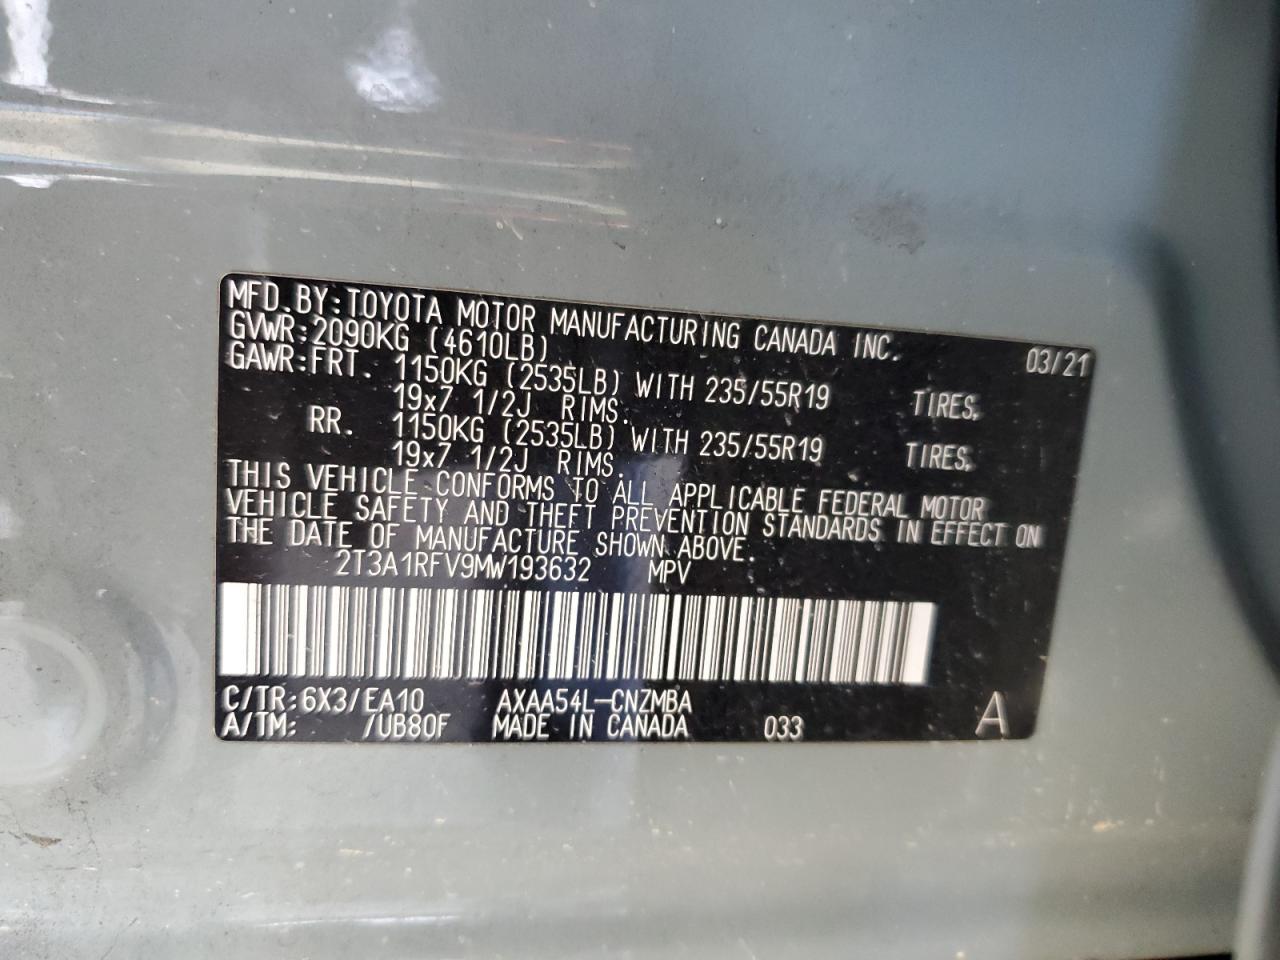 MFD.BY:TOYOTA MOTOR MANUFACTURING CANADA INC. 03/21
GVWR:2090KG (4610LB)
GAWR:FRT. 1150KG (2535LB) WITH 235/55R19 TIRES,
19x7 1/2J RIMS.
RR. 1150KG (2535LB) WITH 235/55R19 TIRES,
19x7 1/2J RIMS.
THIS VEHICLE CONFORMS TO ALL APPLICABLE FEDERAL MOTOR
VEHICLE SAFETY AND THEFT PREVENTION STANDARDS IN EFFECT ON
THE DATE OF MANUFACTURE SHOWN ABOVE.
2T3A1RFV9MW193632 MPV
C/TR:6X3/EA10 AXAA54L-CNZMBA
A/TM: /UB80F MADE IN CANADA 033 A